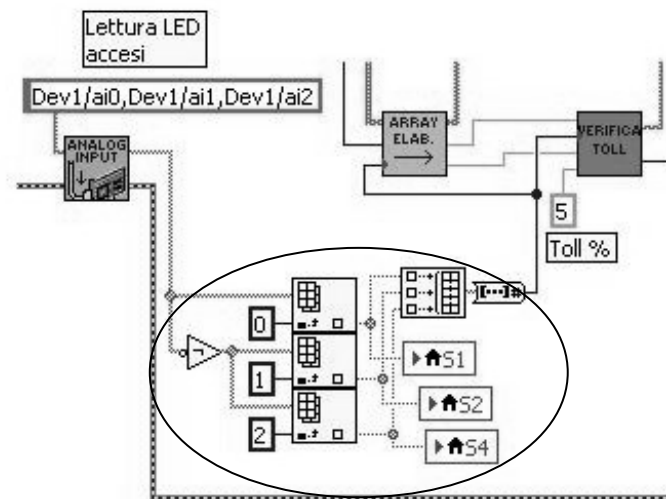 Lettura LED
accesi
Dev1/ai0,Dev1/ai1,Dev1/ai2
ANALOG
INPUT
ARRAY
ELAB.
VERIFICA
TOLL
5
Toll %
0
1
2
[...]#
S1
S2
S4